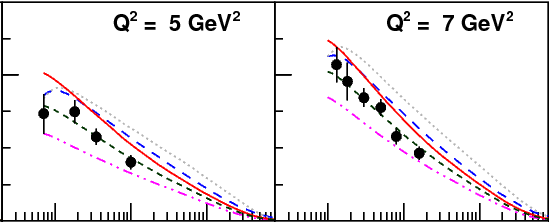 Q² = 5 GeV²
Q² = 7 GeV²